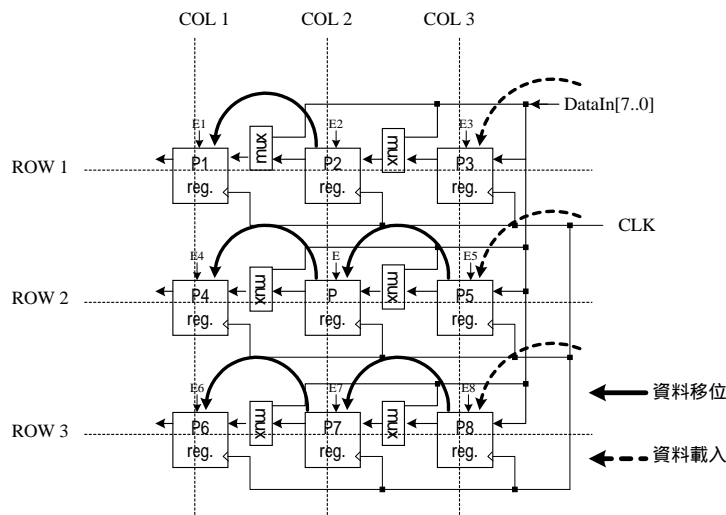 COL 1 COL 2 COL 3
DataIn[7..0]
E1 E2 E3
mux mux
ROW 1
P1 P2 P3
reg. reg. reg.
CLK
E4 E E5
mux mux
ROW 2
P4 P P5
reg. reg. reg.
E6 E7 E8
資料移位
mux mux
ROW 3
P6 P7 P8
reg. reg. reg.
資料載入